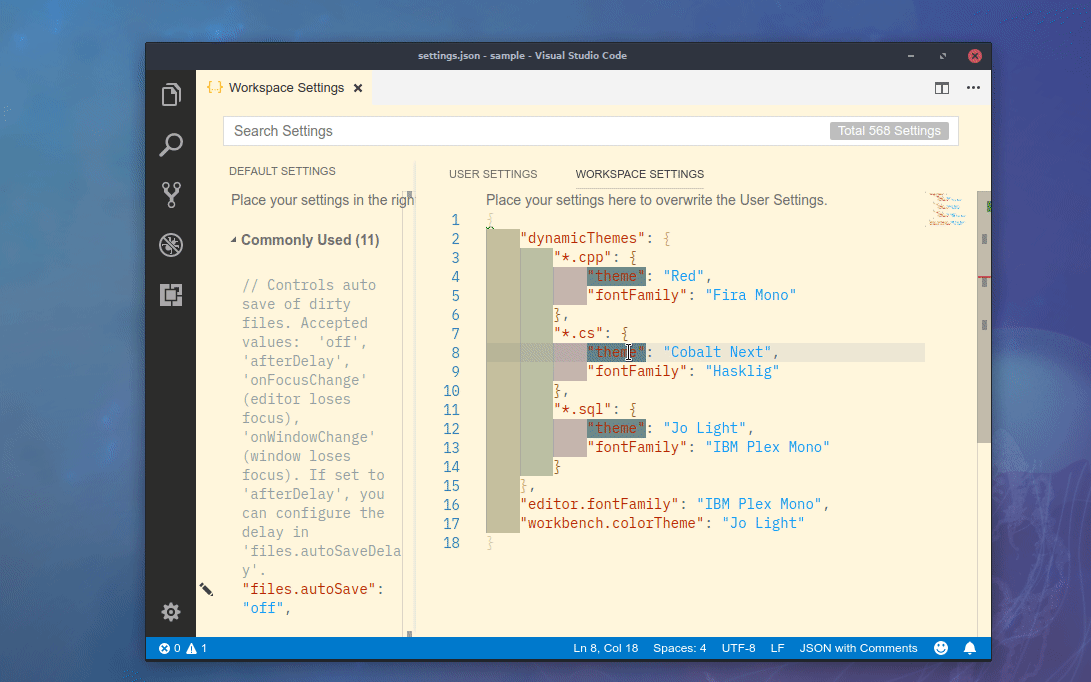 settings.json - sample - Visual Studio Code
{..} Workspace Settings
Search Settings
Total 568 Settings
DEFAULT SETTINGS
Place your settings in the righ
Commonly Used (11)
// Controls auto
save of dirty
files. Accepted
values:  'off',
'afterDelay',
'onFocusChange'
(editor loses
focus),
'onWindowChange'
(window loses
focus). If set to
'afterDelay', you
can configure the
delay in
'files.autoSaveDela
y'.
"files.autoSave":
"off",
USER SETTINGS
WORKSPACE SETTINGS
Place your settings here to overwrite the User Settings.
1 {
2 "dynamicThemes": {
3 "*.cpp": {
4 "theme": "Red",
5 "fontFamily": "Fira Mono"
6 },
7 "*.cs": {
8 "theme": "Cobalt Next",
9 "fontFamily": "Hasklig"
10 },
11 "*.sql": {
12 "theme": "Jo Light",
13 "fontFamily": "IBM Plex Mono"
14 }
15 },
16 "editor.fontFamily": "IBM Plex Mono",
17 "workbench.colorTheme": "Jo Light"
18 }
0 1
Ln 8, Col 18
Spaces: 4
UTF-8
LF
JSON with Comments